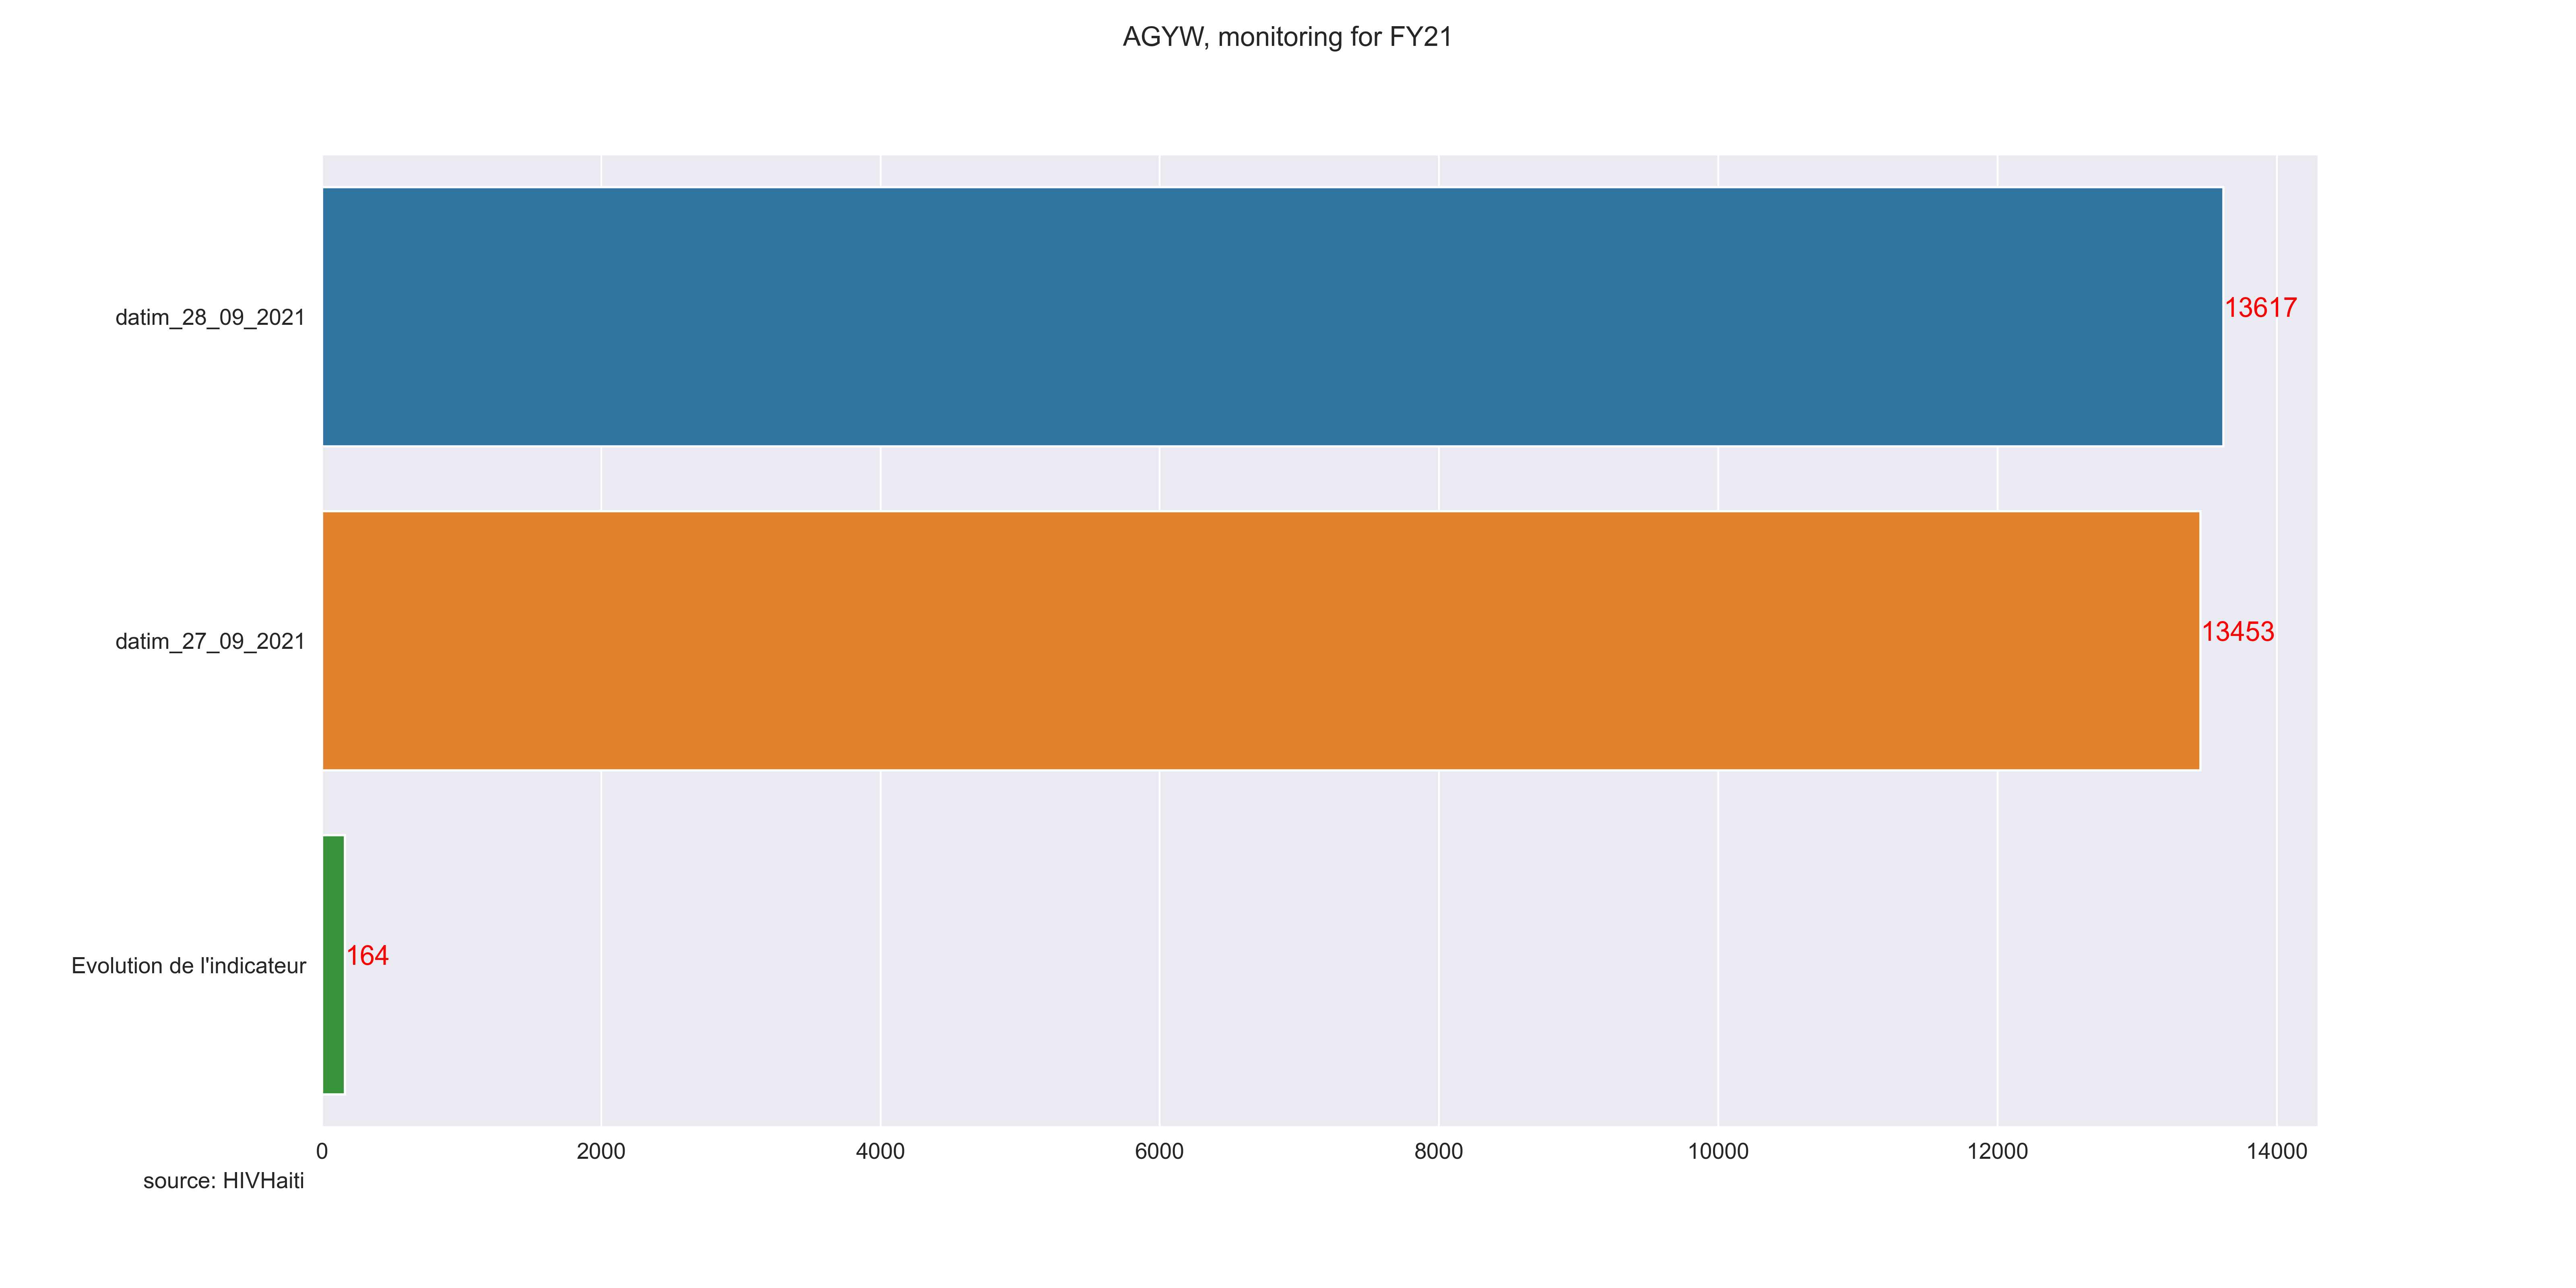 AGYW, monitoring for FY21
datim_28_09_2021
13617
datim_27_09_2021
13453
Evolution de l'indicateur
164
0 2000 4000 6000 8000 10000 12000 14000
source: HIVHaiti